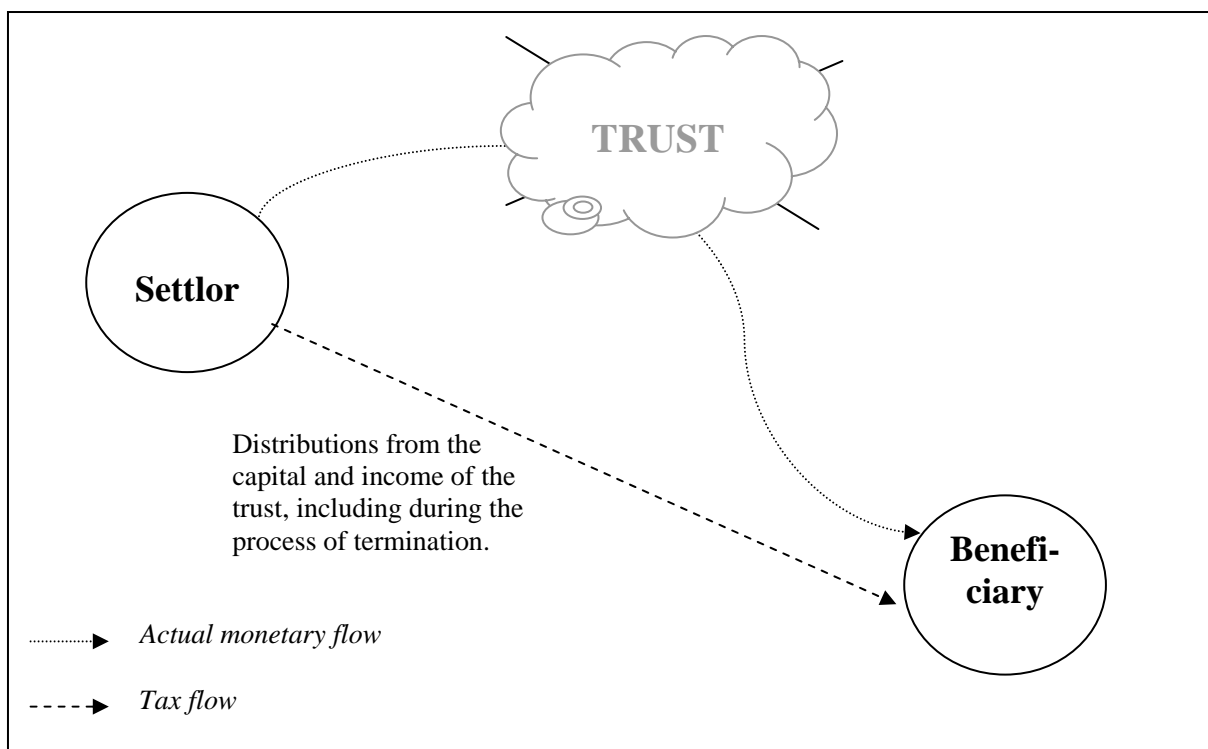 TRUST
Settlor
Distributions from the
capital and income of the
trust, including during the
process of termination.
Benefi-
ciary
Actual monetary flow
Tax flow